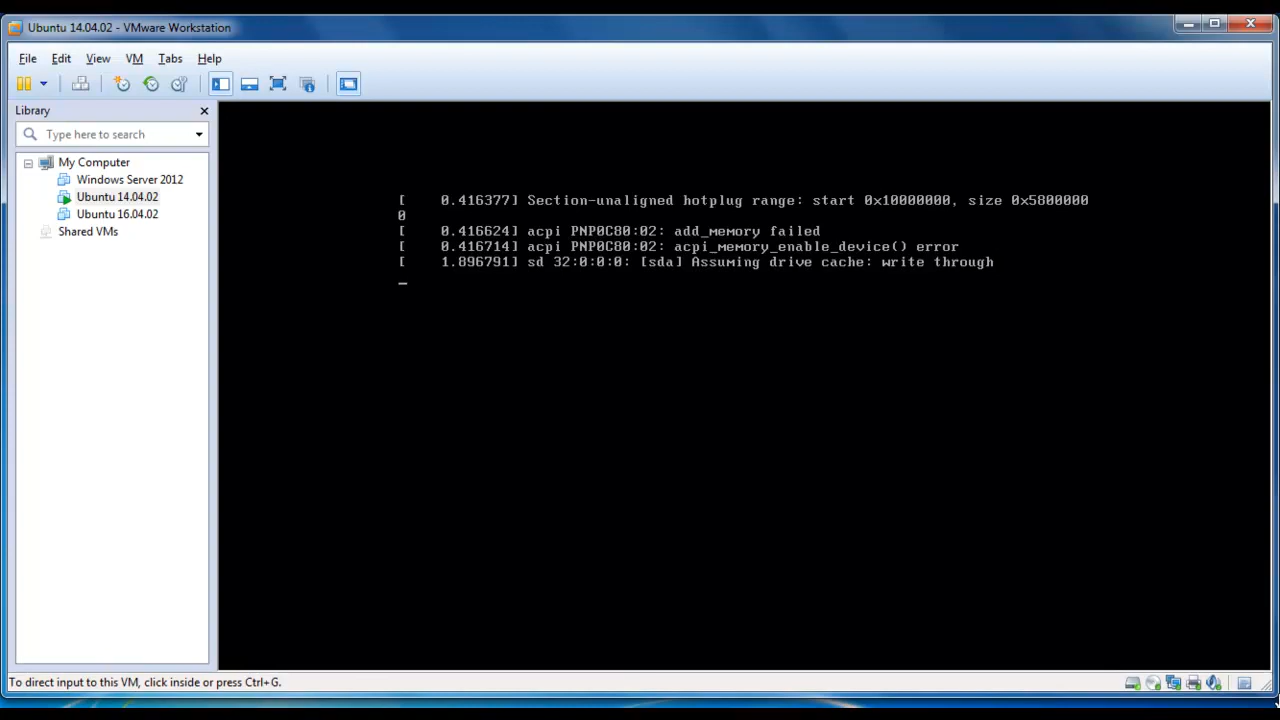 Ubuntu 14.04.02 - VMware Workstation
File Edit View VM Tabs Help
Library
Type here to search
My Computer
Windows Server 2012
Ubuntu 14.04.02
Ubuntu 16.04.02
Shared VMs
[    0.416377] Section-unaligned hotplug range: start 0x10000000, size 0x5800000
0
[    0.416624] acpi PNP0C80:02: add_memory failed
[    0.416714] acpi PNP0C80:02: acpi_memory_enable_device() error
[    1.896791] sd 32:0:0:0: [sda] Assuming drive cache: write through
_
To direct input to this VM, click inside or press Ctrl+G.